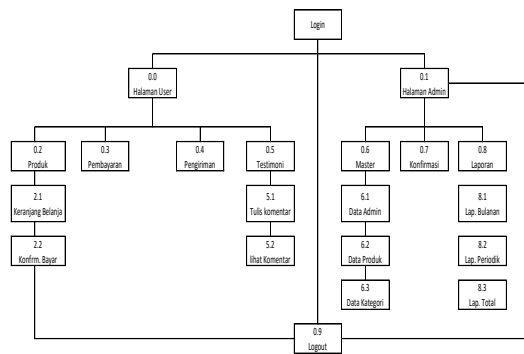 Login
0.0
Halaman User
0.1
Halaman Admin
0.2
Produk
0.3
Pembayaran
0.4
Pengiriman
0.5
Testimoni
0.6
Master
0.7
Konfirmasi
0.8
Laporan
2.1
Keranjang Belanja
5.1
Tulis komentar
6.1
Data Admin
8.1
Lap. Bulanan
2.2
Konfrm. Bayar
5.2
lihat Komentar
6.2
Data Produk
8.2
Lap. Periodik
6.3
Data Kategori
8.3
Lap. Total
0.9
Logout